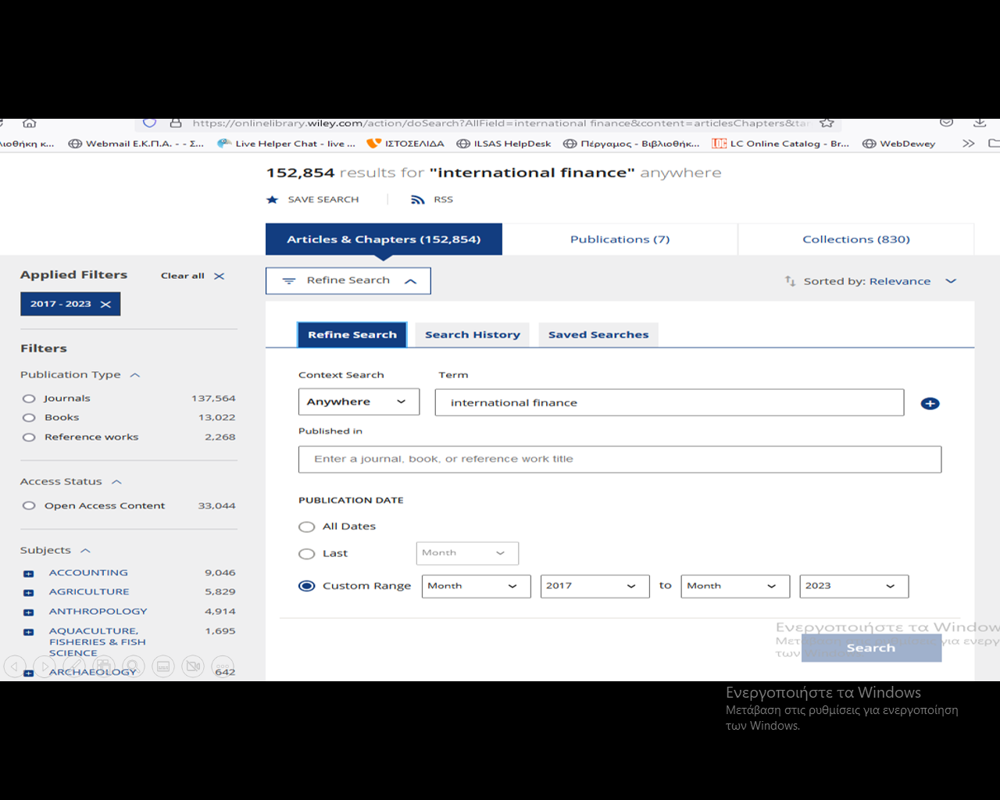 https://onlinelibrary.wiley.com/action/doSearch?AllField=international finance&content=articlesChapters&tar
λιοθήκη κ... Webmail Ε.Κ.Π.Α. - - Σ... Live Helper Chat - live ... ΙΣΤΟΣΕΛΙΔΑ ILSAS HelpDesk Πέργαμος - Βιβλιοθήκ... LC Online Catalog - Br... WebDewey
152,854 results for "international finance" anywhere
SAVE SEARCH RSS
Articles & Chapters (152,854) Publications (7) Collections (830)
Applied Filters Clear all
2017 - 2023
Filters
Publication Type
Journals 137,564
Books 13,022
Reference works 2,268
Access Status
Open Access Content 33,044
Subjects
ACCOUNTING 9,046
AGRICULTURE 5,829
ANTHROPOLOGY 4,914
AQUACULTURE, 1,695
FISHERIES & FISH
SCIENCE
ARCHAEOLOGY 642
Refine Search Sorted by: Relevance
Refine Search Search History Saved Searches
Context Search Term
Anywhere international finance
Published in
Enter a journal, book, or reference work title
PUBLICATION DATE
All Dates
Last Month
Custom Range Month 2017 to Month 2023
Ενεργοποιήστε τα Window
Μετάβαση στις ρυθμίσεις για ενεργ
των Windows.
Search
Ενεργοποιήστε τα Windows
Μετάβαση στις ρυθμίσεις για ενεργοποίηση
των Windows.